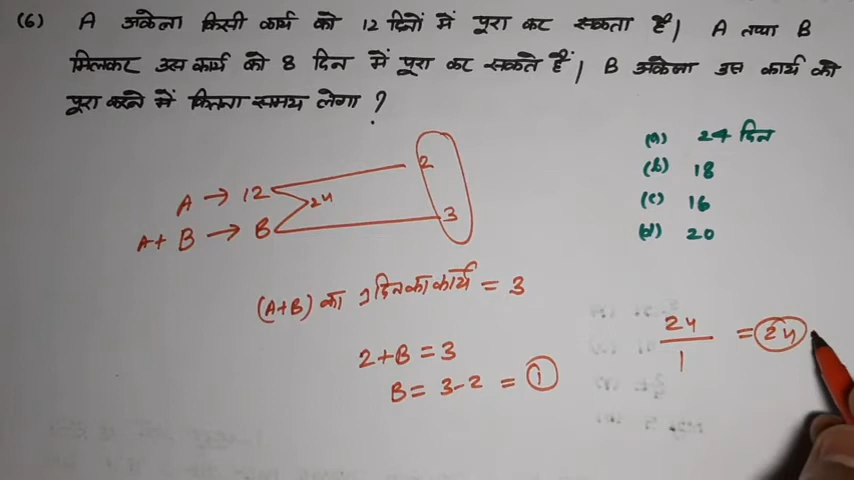 (6) A अकेला किसी कार्य को 12 दिनों में पूरा कर सकता है| A तथा B
मिलकर उस कार्य को 8 दिन में पूरा कर सकते हैं| B अकेला उस कार्य को
पूरा करने में कितना समय लेगा ?
(a) 24 दिन
(b) 18
(c) 16
(d) 20
A → 12 24 2
A+B → 8 3
(A+B) का 1 दिन का कार्य = 3
2+B = 3
B = 3-2 = 1
24/1 = 24